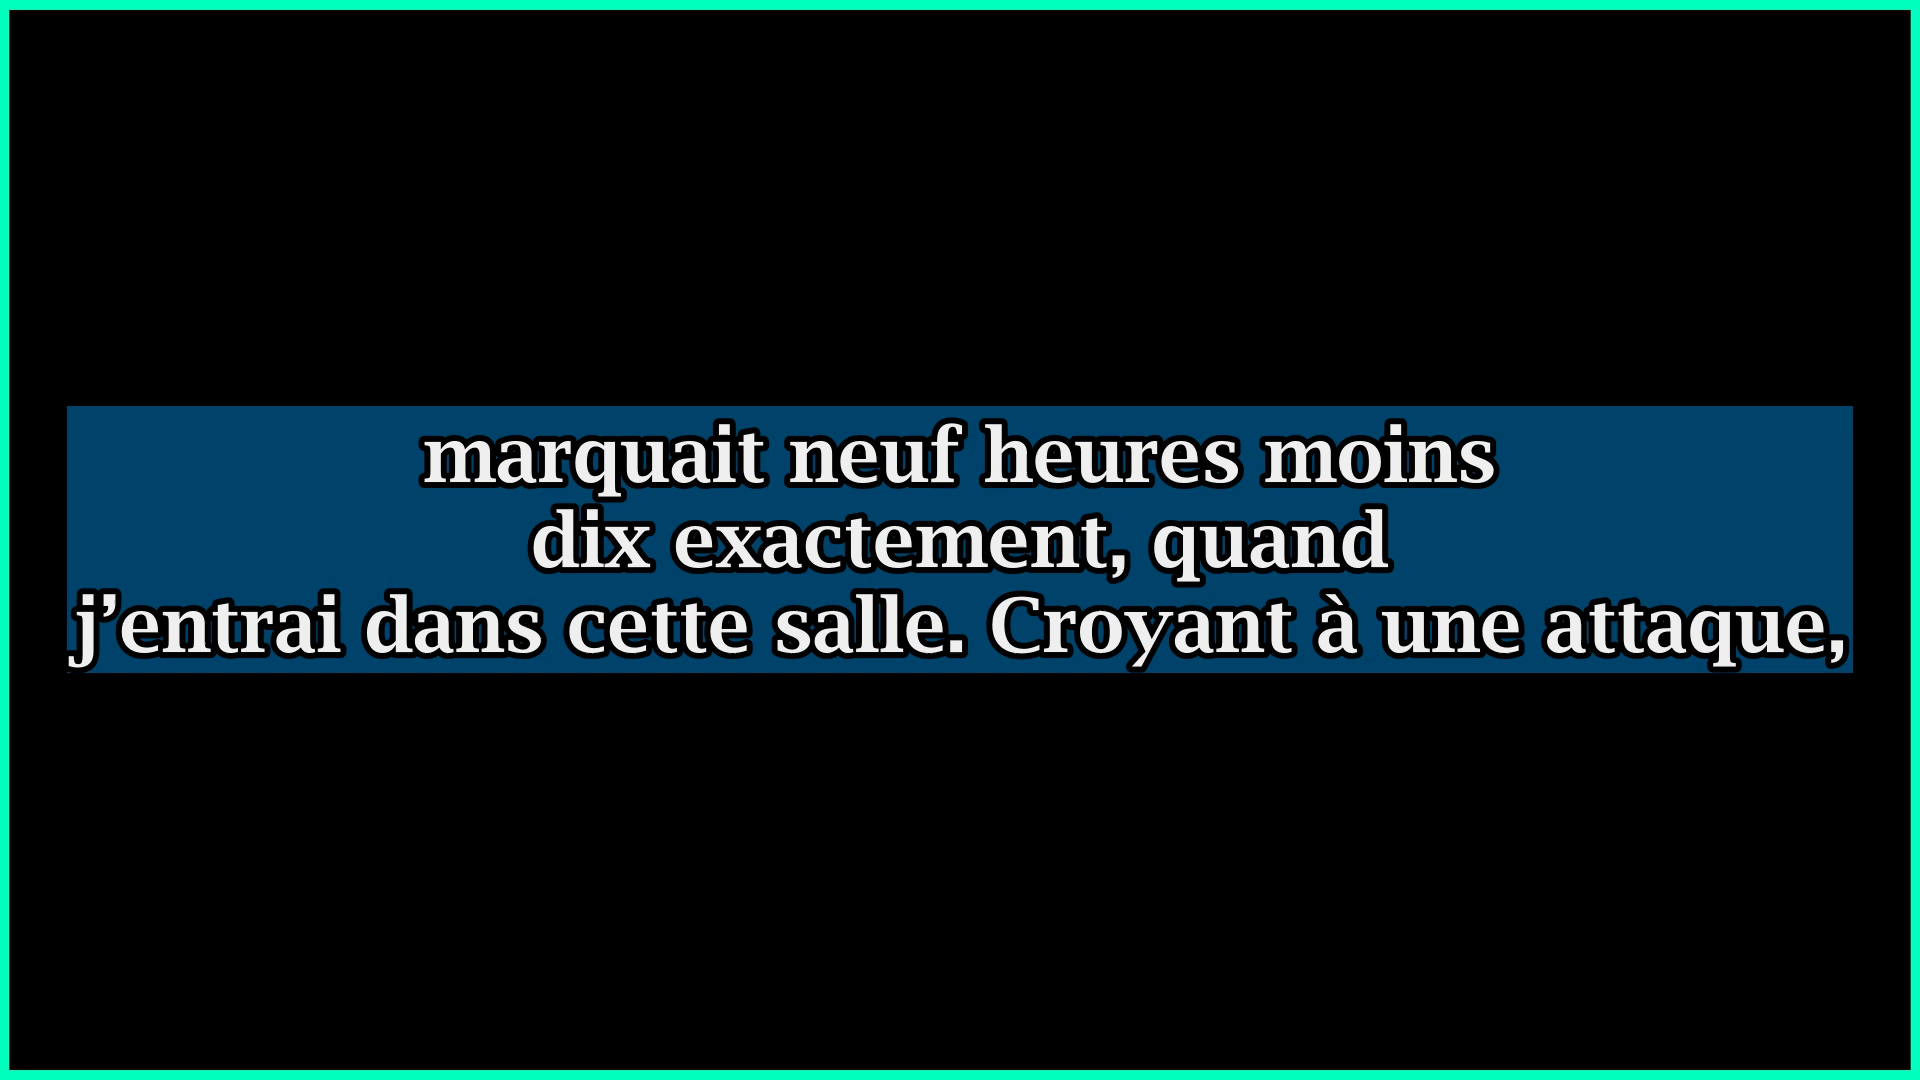 marquait neuf heures moins
dix exactement, quand
j’entrai dans cette salle. Croyant à une attaque,